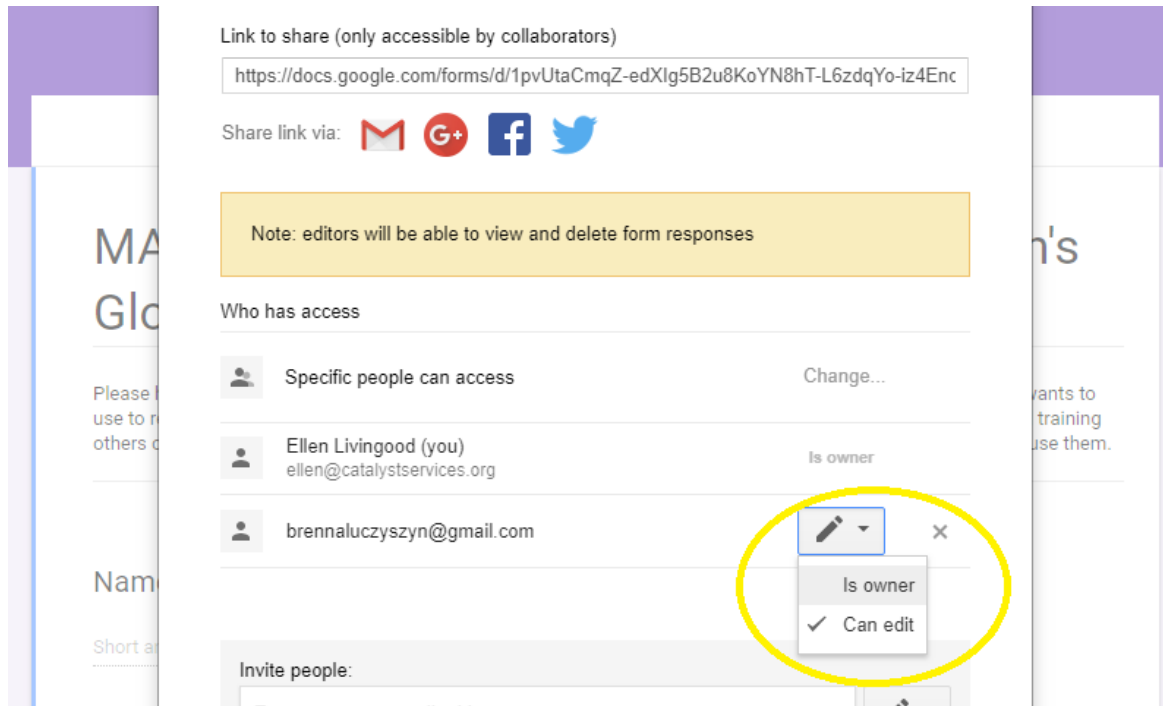 Link to share (only accessible by collaborators)
https://docs.google.com/forms/d/1pvUtaCmqZ-edXIg5B2u8KoYN8hT-L6zdqYo-iz4Enc
Share link via:
G+
Note: editors will be able to view and delete form responses
MA
n's
Glo
Who has access
Specific people can access Change...
Please
wants to
use to
training
others
use them.
Ellen Livingood (you)
ellen@catalystservices.org
Is owner
brennaluczyszyn@gmail.com
Is owner
Can edit
Nam
Short
Invite people: